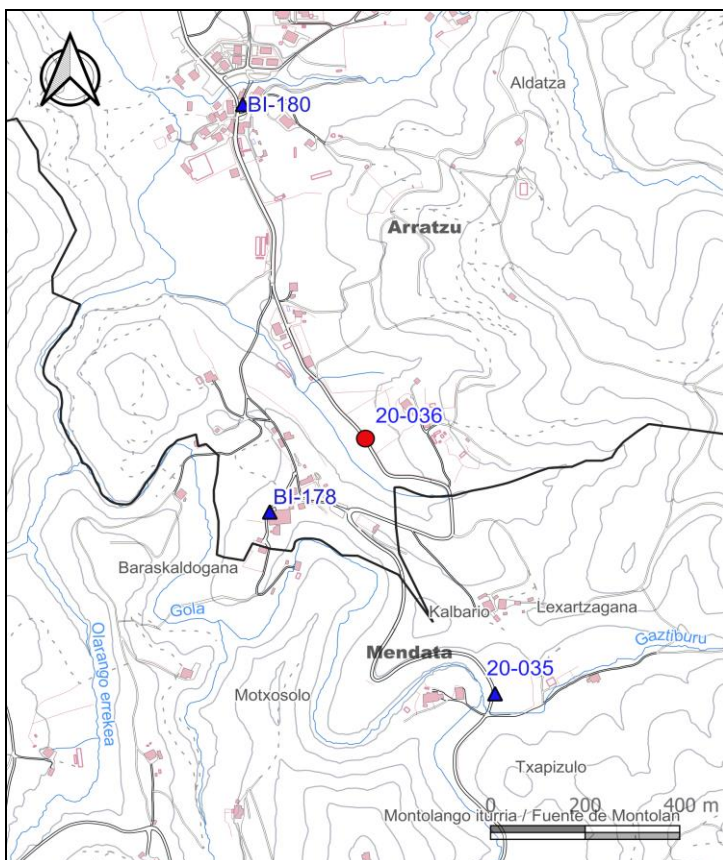 Aldatza
BI-180
Arratzu
20-036
BI-178
Baraskaldogana
Gola
Kalbario
Lexartzagana
Gaztiburu
Mendata
Olarango errekea
Motxosolo
20-035
Txapizulo
0 200 400 m
Montolango iturria / Fuente de Montolan